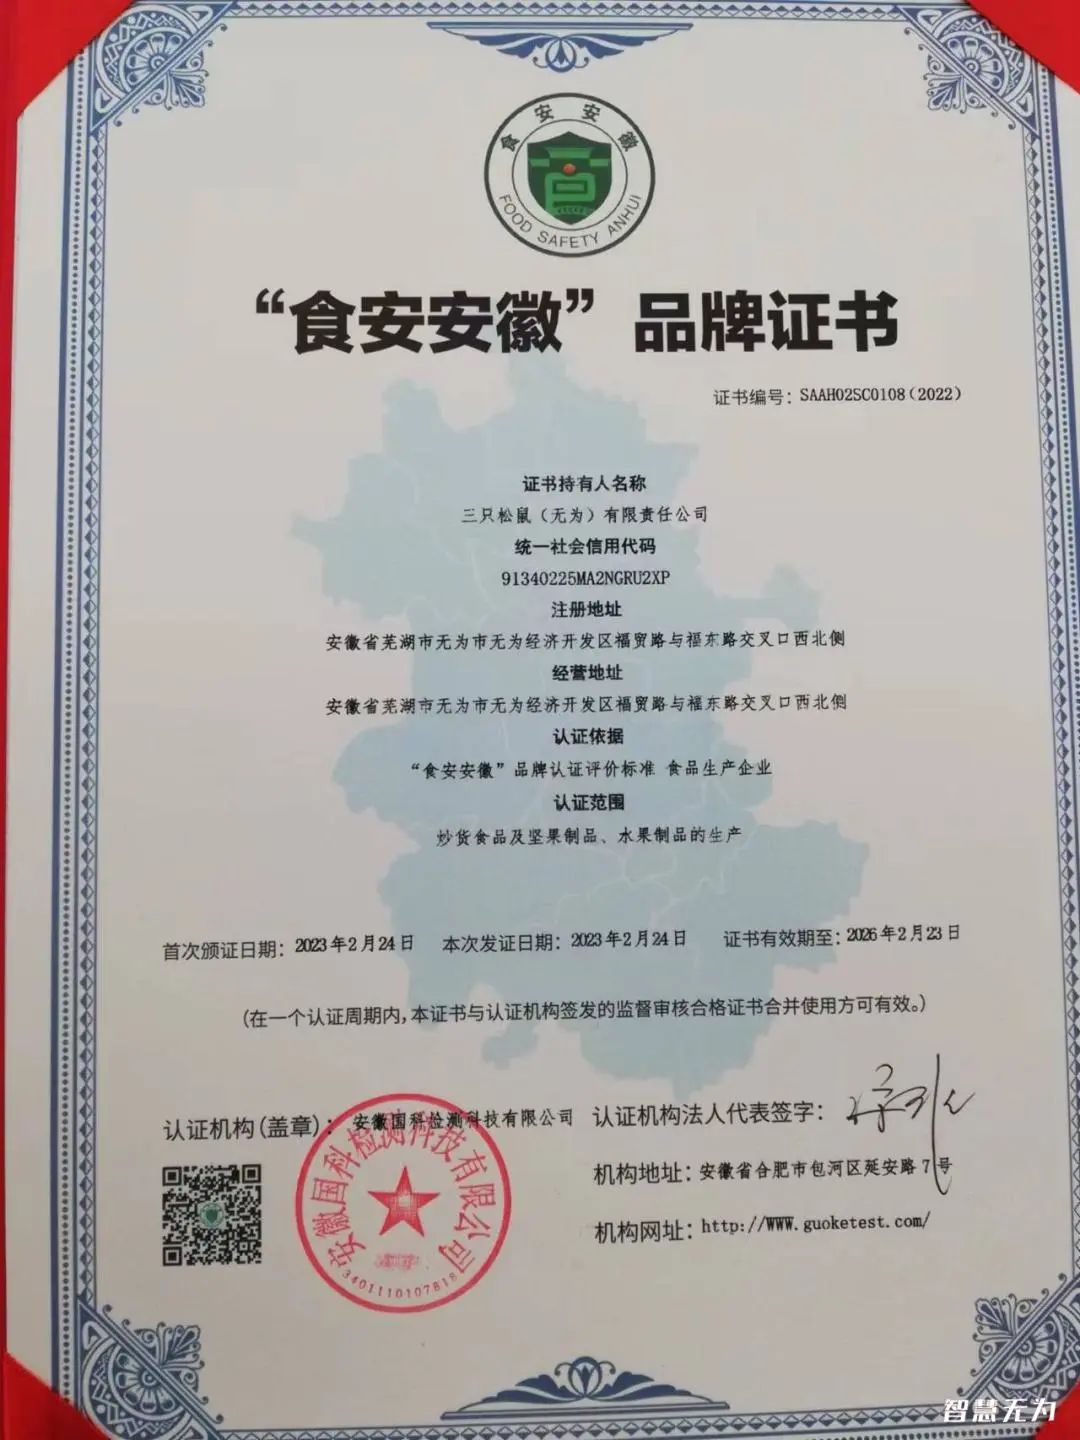 食安安徽
FOOD SAFETY ANHUI
“食安安徽”品牌证书
证书编号：SAAH02SC0108（2022）
证书持有人名称
三只松鼠（无为）有限责任公司
统一社会信用代码
91340225MA2NGRU2XP
注册地址
安徽省芜湖市无为市无为经济开发区福贸路与福东路交叉口西北侧
经营地址
安徽省芜湖市无为市无为经济开发区福贸路与福东路交叉口西北侧
认证依据
“食安安徽”品牌认证评价标准 食品生产企业
认证范围
炒货食品及坚果制品、水果制品的生产
首次颁证日期：2023年2月24日 本次发证日期：2023年2月24日 证书有效期至：2026年2月23日
（在一个认证周期内，本证书与认证机构签发的监督审核合格证书合并使用方可有效。）
认证机构（盖章）：安徽国科检测科技有限公司
认证机构法人代表签字：
机构地址：安徽省合肥市包河区延安路7号
机构网址：http://WWW.guoketest.com/
安徽国科检测科技有限公司
3401110107818
智慧无为